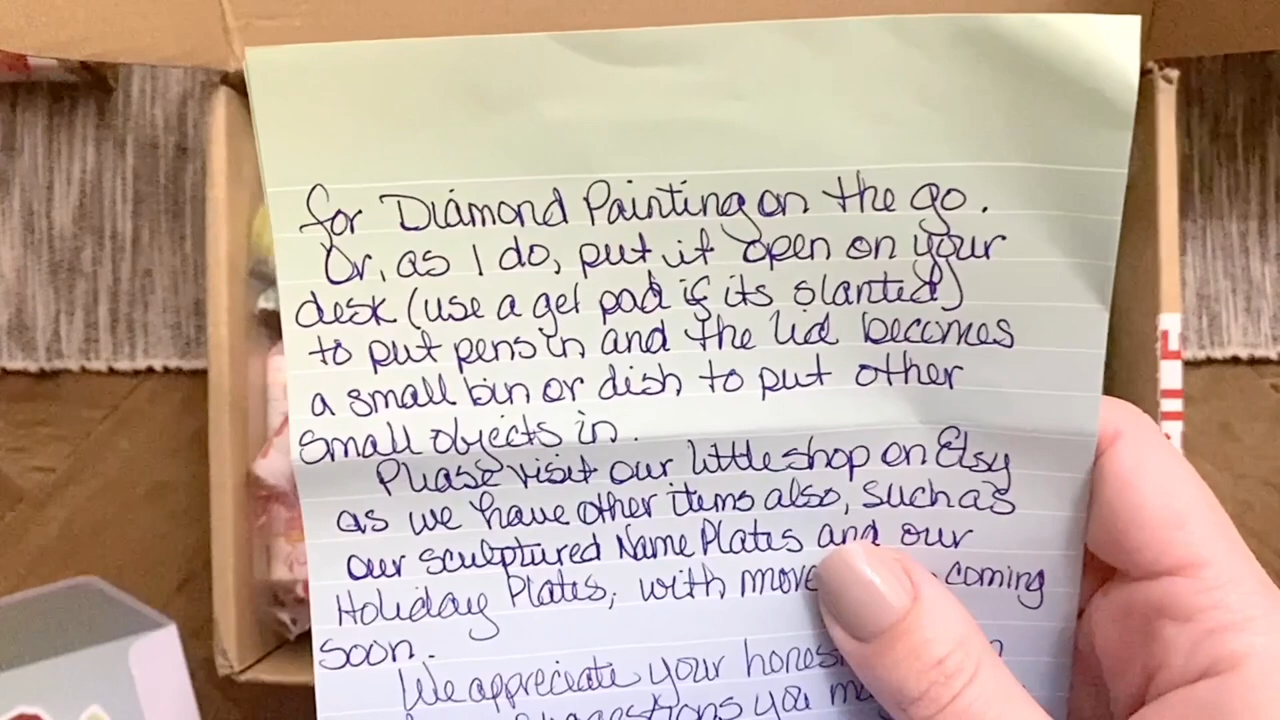 for Diamond Painting on the go.
Or, as I do, put it open on your
desk (use a gel pad if its slanted)
to put pens in and the lid becomes
a small bin or dish to put other
small objects in.
Please visit our little shop on Etsy
as we have other items also, such as
our sculptured Name Plates and our
Holiday Plates, with more coming
soon.
We appreciate your
suggestions you